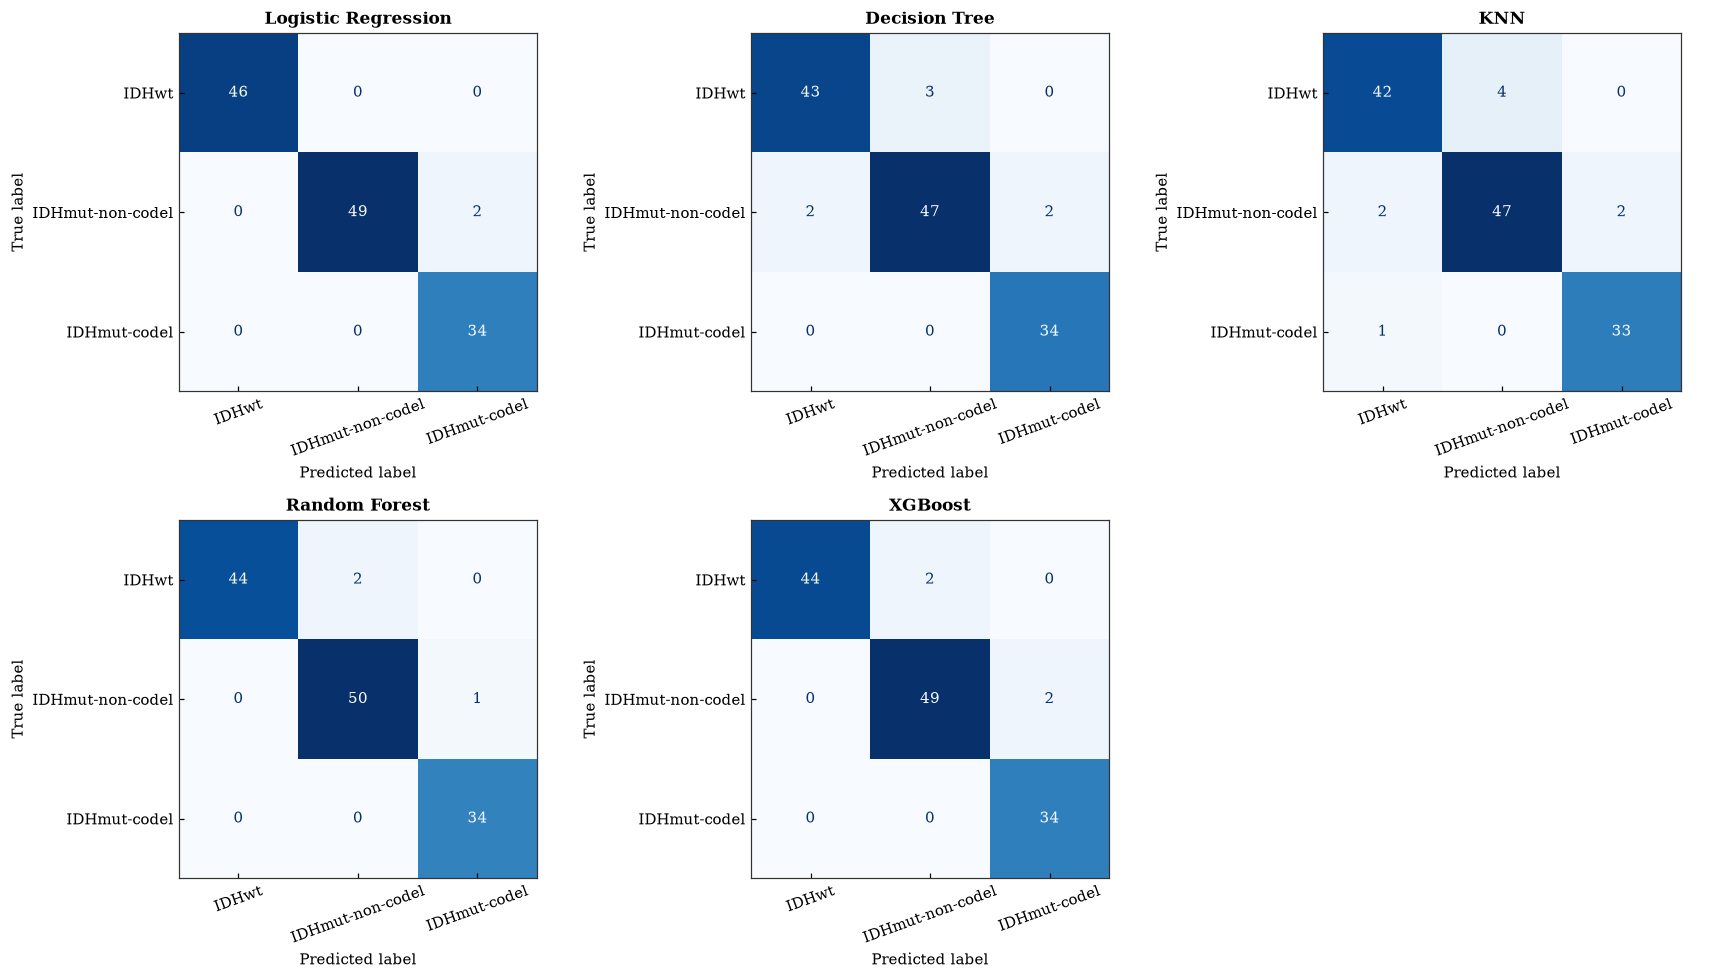 Logistic Regression
True label
IDHwt
46 0 0
IDHmut-non-codel
0 49 2
IDHmut-codel
0 0 34
IDHwt IDHmut-non-codel IDHmut-codel
Predicted label
Decision Tree
True label
IDHwt
43 3 0
IDHmut-non-codel
2 47 2
IDHmut-codel
0 0 34
IDHwt IDHmut-non-codel IDHmut-codel
Predicted label
KNN
True label
IDHwt
42 4 0
IDHmut-non-codel
2 47 2
IDHmut-codel
1 0 33
IDHwt IDHmut-non-codel IDHmut-codel
Predicted label
Random Forest
True label
IDHwt
44 2 0
IDHmut-non-codel
0 50 1
IDHmut-codel
0 0 34
IDHwt IDHmut-non-codel IDHmut-codel
Predicted label
XGBoost
True label
IDHwt
44 2 0
IDHmut-non-codel
0 49 2
IDHmut-codel
0 0 34
IDHwt IDHmut-non-codel IDHmut-codel
Predicted label